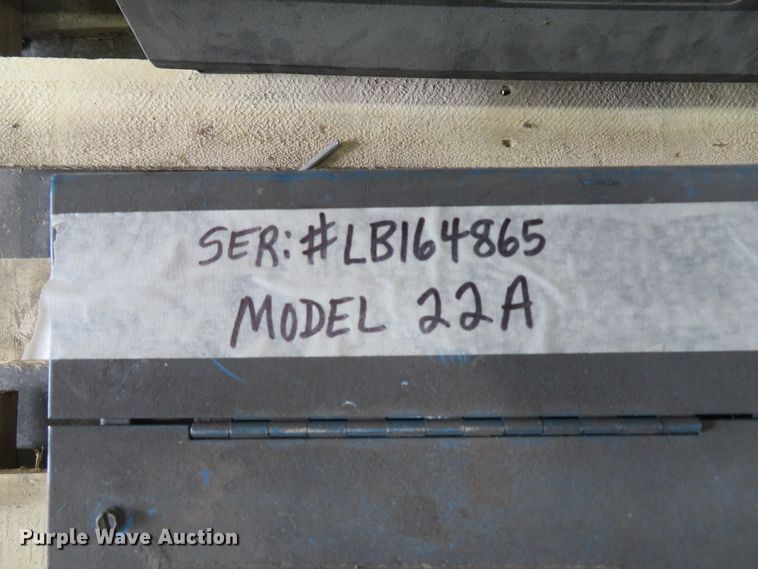 SER: #LB164865
MODEL 22A
Purple Wave Auction